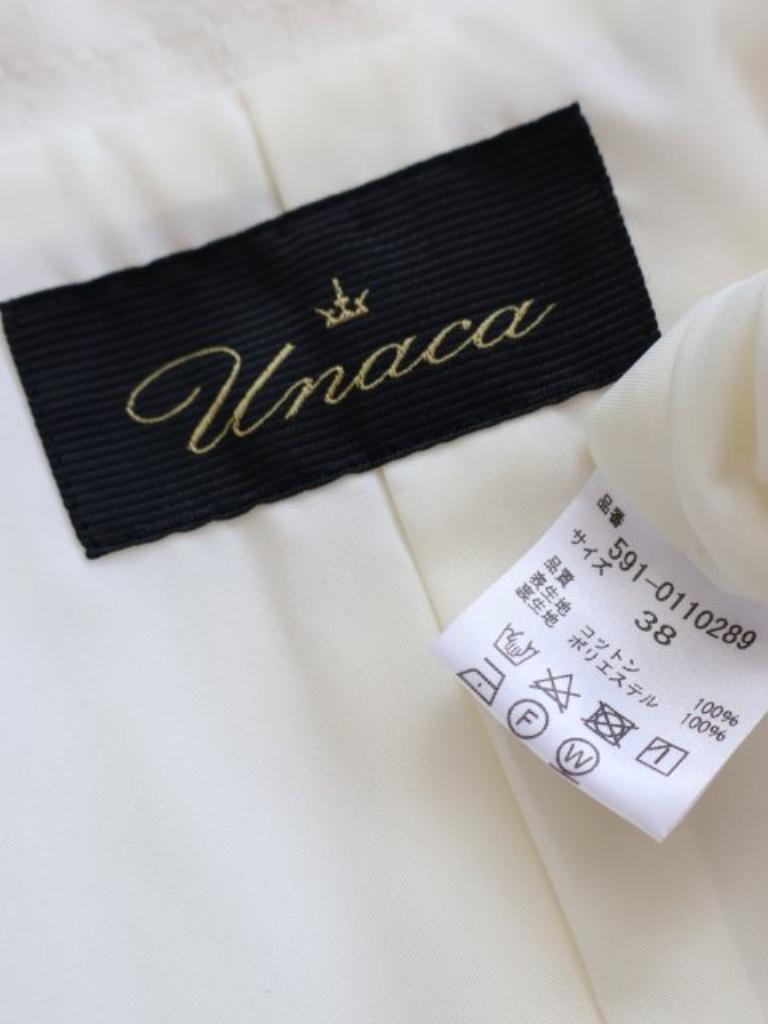 Unaca
品番 591-0110289
サイズ 38
品質
表生地 コットン 100%
裏生地 ポリエステル 100%
F W